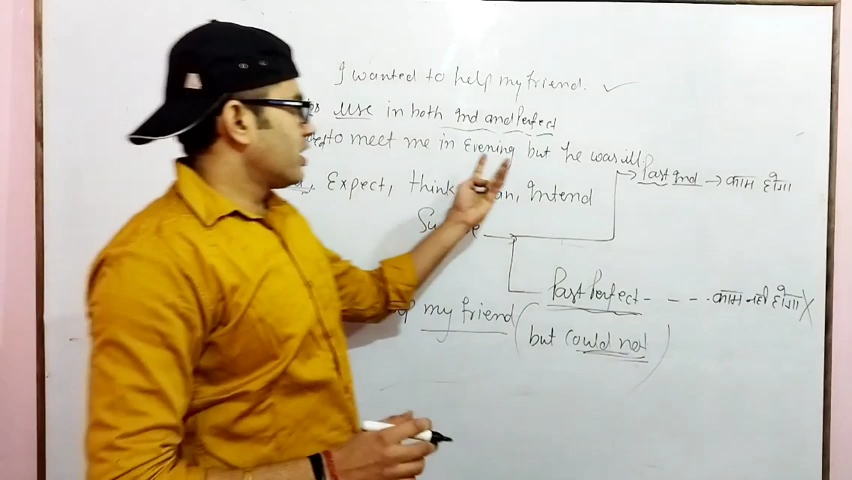 I wanted to help my friend. ✓
use in both Ind and Perfect
to meet me in Evening but he was ill
Past Ind → काम होगा
Expect, think, Intend
Past Perfect - - - - काम नही होगा X
my friend (but could not)